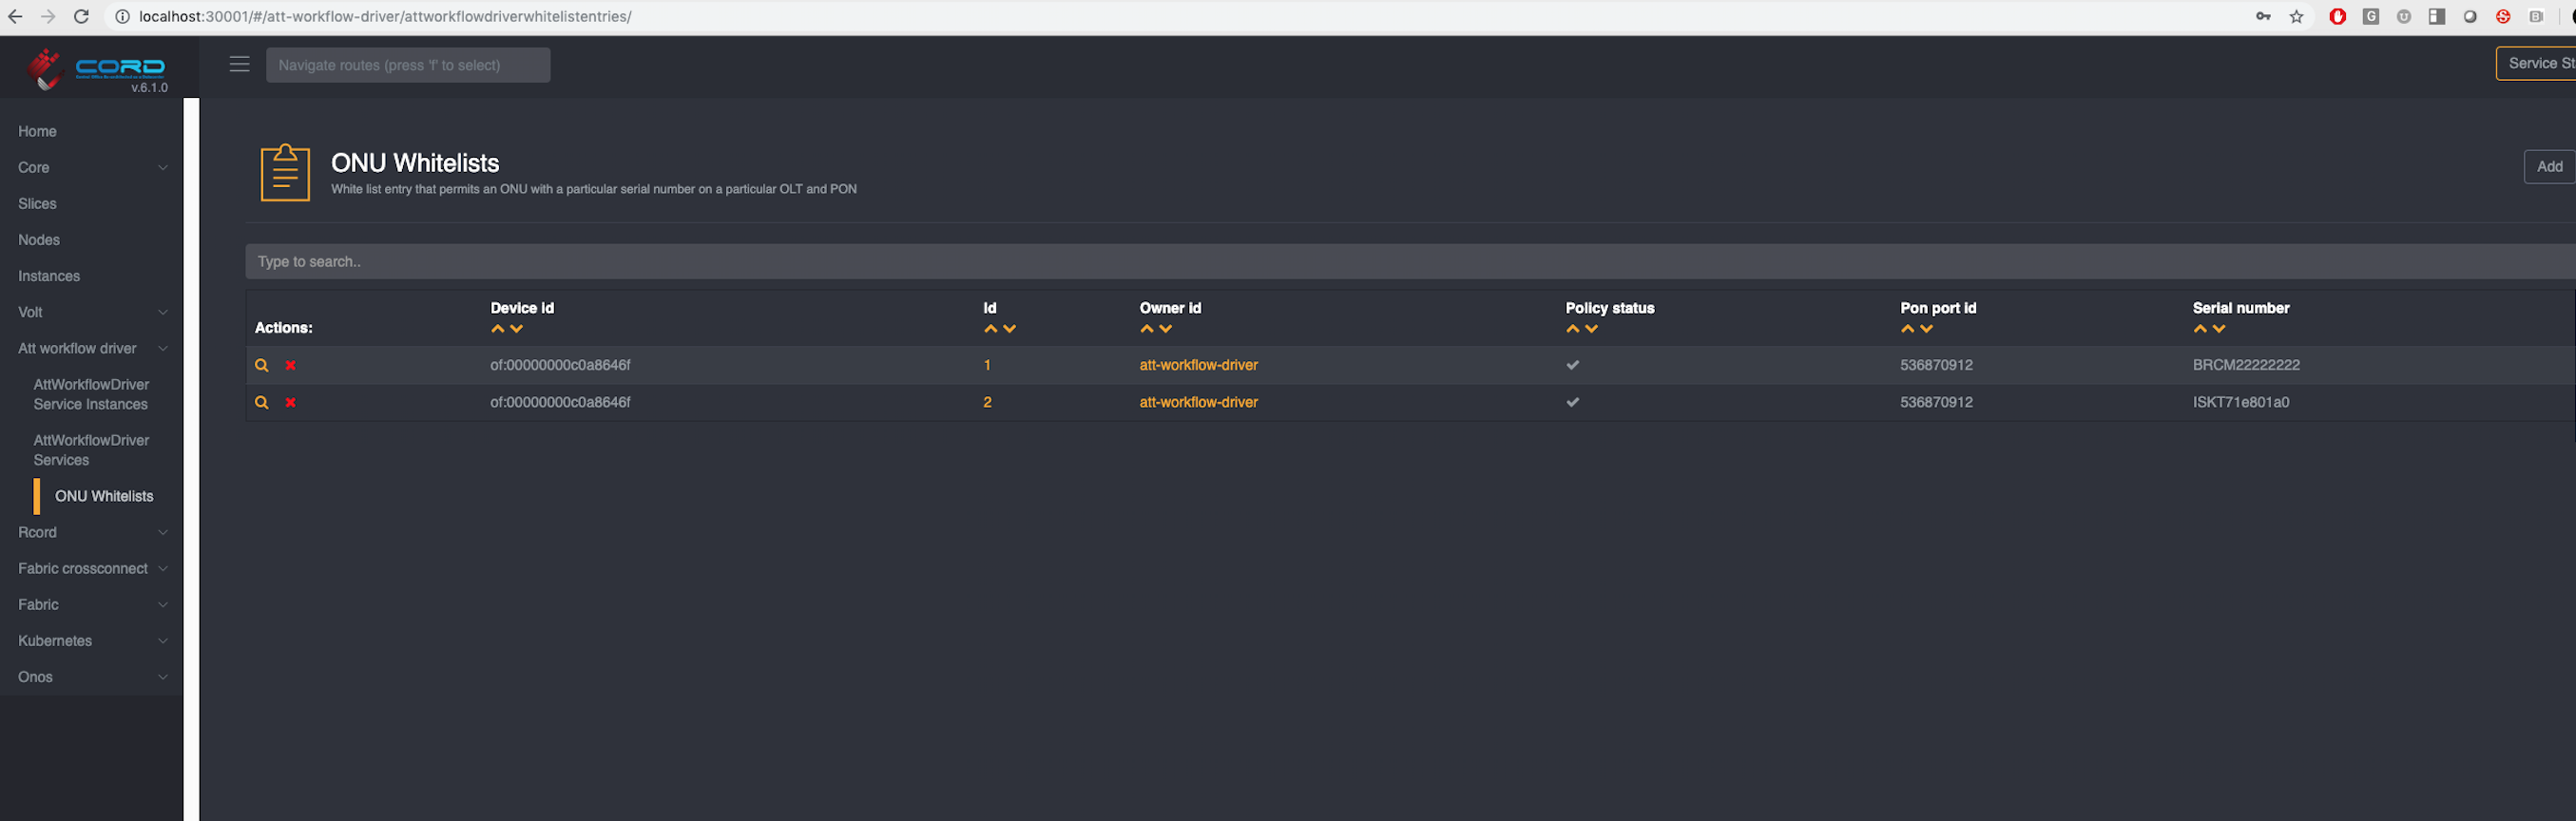 localhost:30001/#/att-workflow-driver/attworkflowdriverwhitelistentries/
CORD
v.6.1.0
Navigate routes (press 'f' to select)
Service St
Home
Core
Slices
Nodes
Instances
Volt
Att workflow driver
AttWorkflowDriver
Service Instances
AttWorkflowDriver
Services
ONU Whitelists
Rcord
Fabric crossconnect
Fabric
Kubernetes
Onos
ONU Whitelists
White list entry that permits an ONU with a particular serial number on a particular OLT and PON
Add
Type to search..
Actions: Device id Id Owner id Policy status Pon port id Serial number
of:00000000c0a8646f 1 att-workflow-driver 536870912 BRCM22222222
of:00000000c0a8646f 2 att-workflow-driver 536870912 ISKT71e801a0